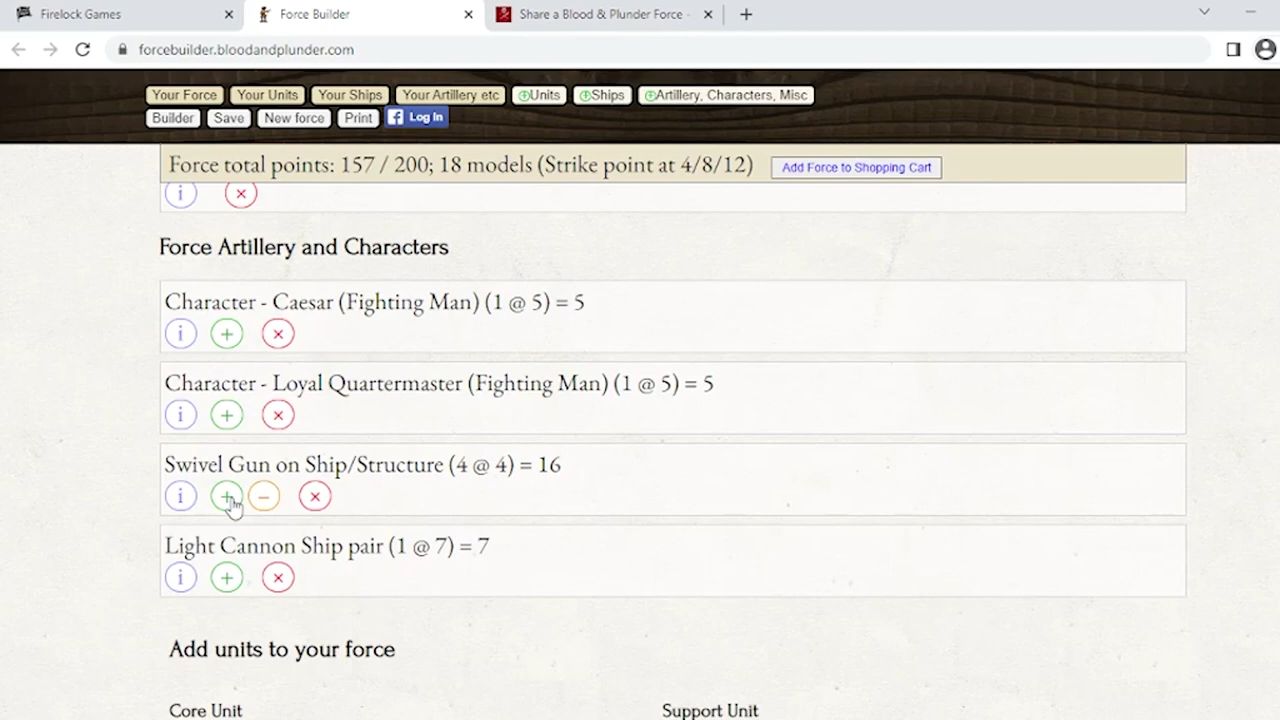 Firelock Games
Force Builder
Share a Blood & Plunder Force -
forcebuilder.bloodandplunder.com
Your Force Your Units Your Ships Your Artillery etc Units Ships Artillery, Characters, Misc
Builder Save New force Print Log In
Force total points: 157 / 200; 18 models (Strike point at 4/8/12) Add Force to Shopping Cart
Force Artillery and Characters
Character - Caesar (Fighting Man) (1 @ 5) = 5
Character - Loyal Quartermaster (Fighting Man) (1 @ 5) = 5
Swivel Gun on Ship/Structure (4 @ 4) = 16
Light Cannon Ship pair (1 @ 7) = 7
Add units to your force
Core Unit
Support Unit